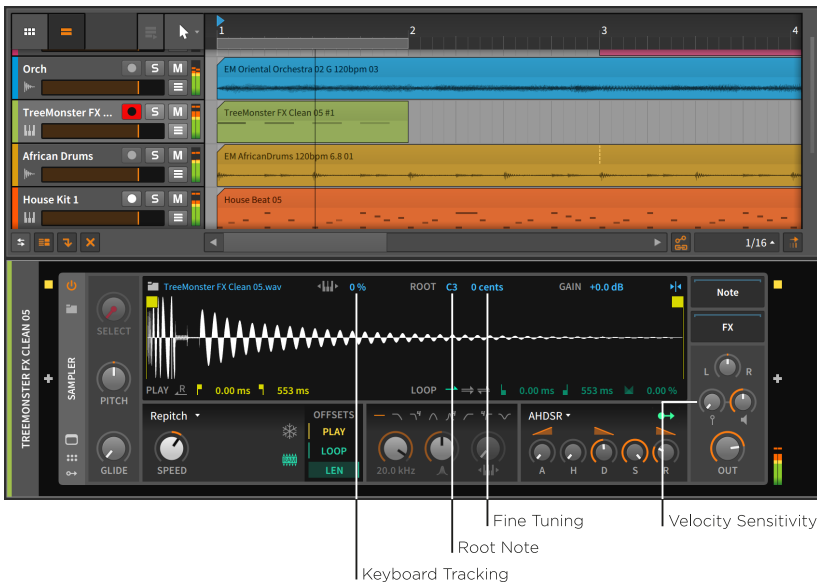 1 2 3 4
Orch S M
EM Oriental Orchestra 02 G 120bpm 03
TreeMonster FX ... S M
TreeMonster FX Clean 05 #1
African Drums S M
EM AfricanDrums 120bpm 6.8 01
House Kit 1 S M
House Beat 05
1/16
TREEMONSTER FX CLEAN 05
SAMPLER
SELECT
PITCH
GLIDE
TreeMonster FX Clean 05.wav 0 % ROOT C3 0 cents GAIN +0.0 dB
PLAY R 0.00 ms 553 ms LOOP 0.00 ms 553 ms 0.00 %
Repitch
SPEED
OFFSETS
PLAY
LOOP
LEN
20.0 kHz
AHDSR
A H D S R
Note
FX
L R
OUT
Fine Tuning
Velocity Sensitivity
Root Note
Keyboard Tracking